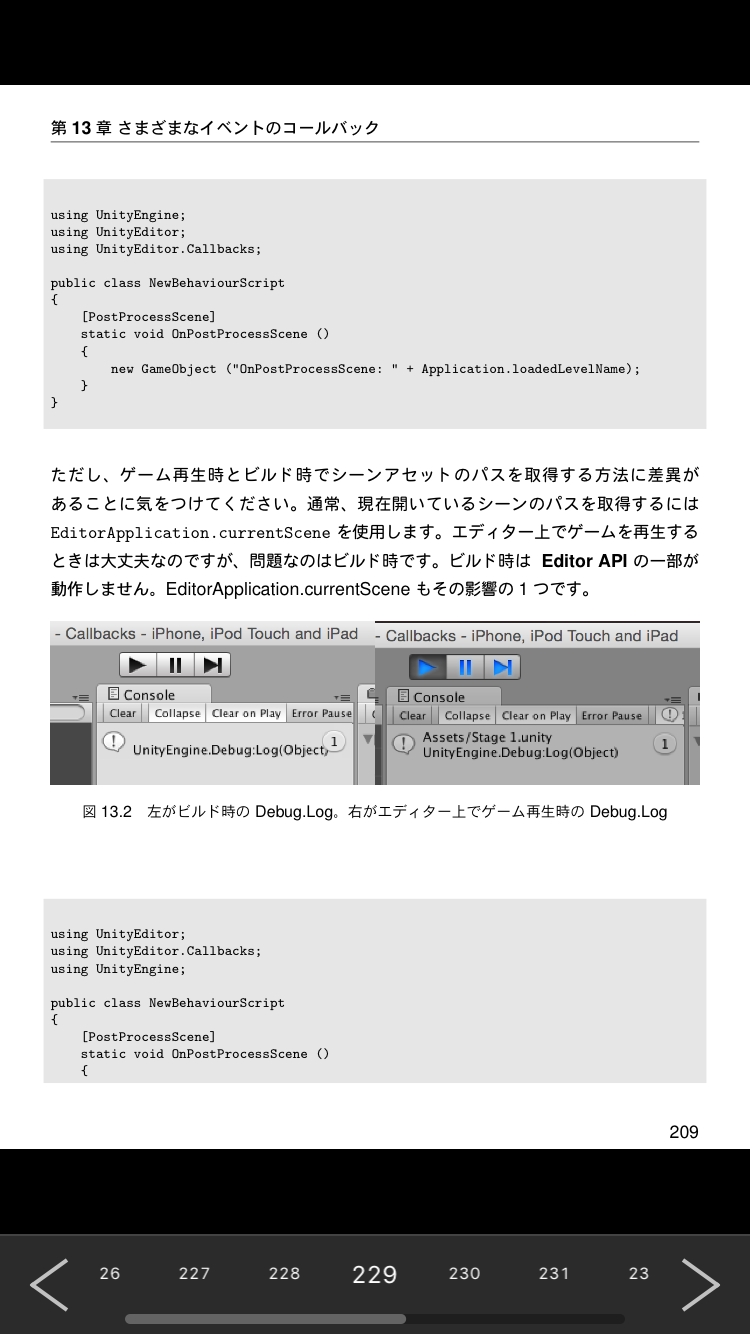 第 13 章 さまざまなイベントのコールバック
using UnityEngine;
using UnityEditor;
using UnityEditor.Callbacks;
public class NewBehaviourScript
{
[PostProcessScene]
static void OnPostProcessScene ()
{
new GameObject ("OnPostProcessScene: " + Application.loadedLevelName);
}
}
ただし、ゲーム再生時とビルド時でシーンアセットのパスを取得する方法に差異が
あることに気をつけてください。通常、現在開いているシーンのパスを取得するには
EditorApplication.currentScene を使用します。エディター上でゲームを再生する
ときは大丈夫なのですが、問題なのはビルド時です。ビルド時は Editor API の一部が
動作しません。EditorApplication.currentScene もその影響の 1 つです。
- Callbacks - iPhone, iPod Touch and iPad
Console
Clear Collapse Clear on Play Error Pause
UnityEngine.Debug:Log(Object)
1
- Callbacks - iPhone, iPod Touch and iPad
Console
Clear Collapse Clear on Play Error Pause
Assets/Stage 1.unity
UnityEngine.Debug:Log(Object)
1
図 13.2 左がビルド時の Debug.Log。右がエディター上でゲーム再生時の Debug.Log
using UnityEditor;
using UnityEditor.Callbacks;
using UnityEngine;
public class NewBehaviourScript
{
[PostProcessScene]
static void OnPostProcessScene ()
{
209
26 227 228 229 230 231 23